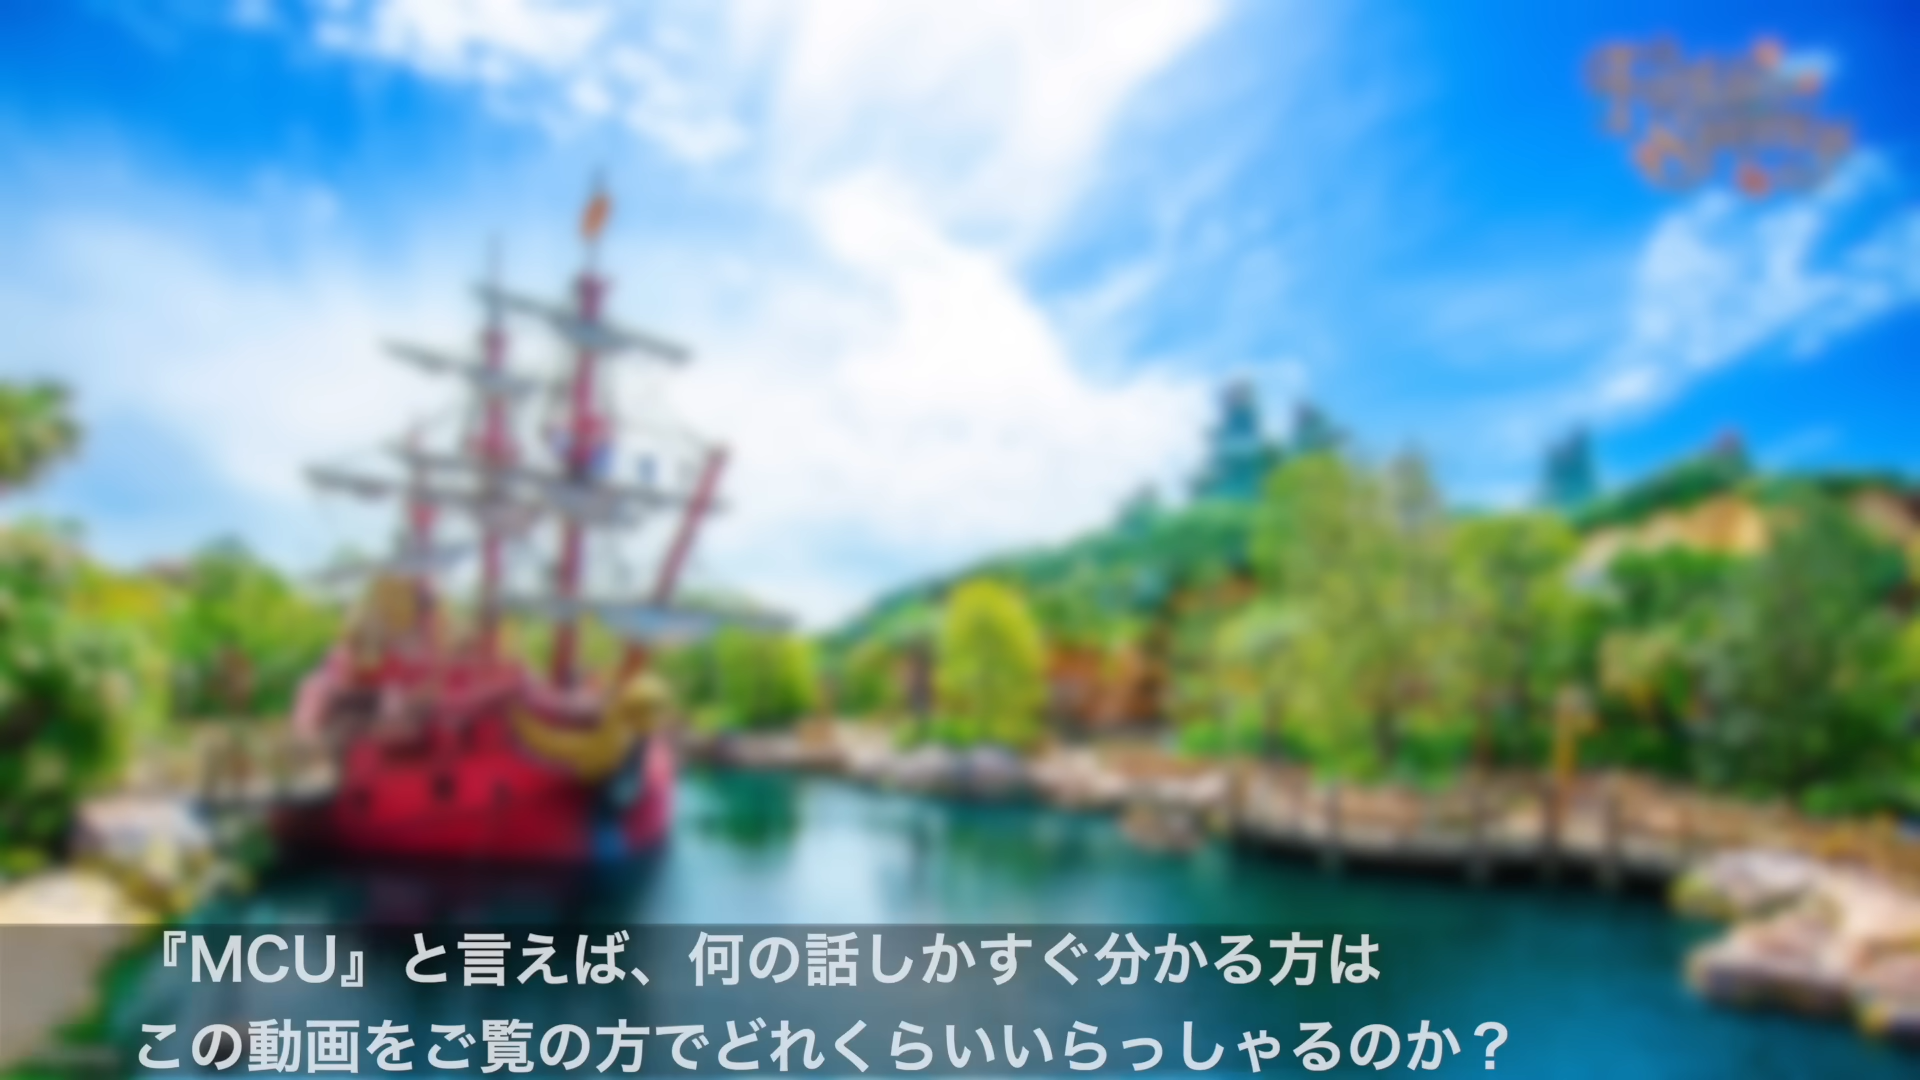 『MCU』と言えば、何の話しかすぐ分かる方は
この動画をご覧の方でどれくらいいらっしゃるのか？